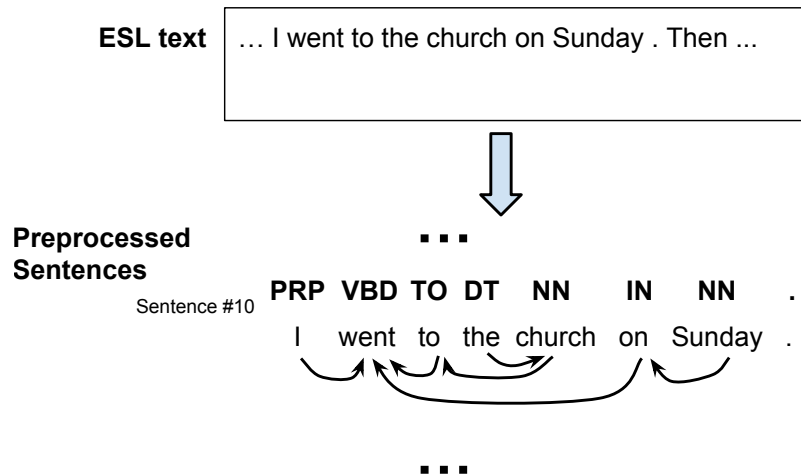 ESL text
… I went to the church on Sunday . Then ...
...
Preprocessed
Sentences
Sentence #10
PRP VBD TO DT NN IN NN .
I went to the church on Sunday .
...